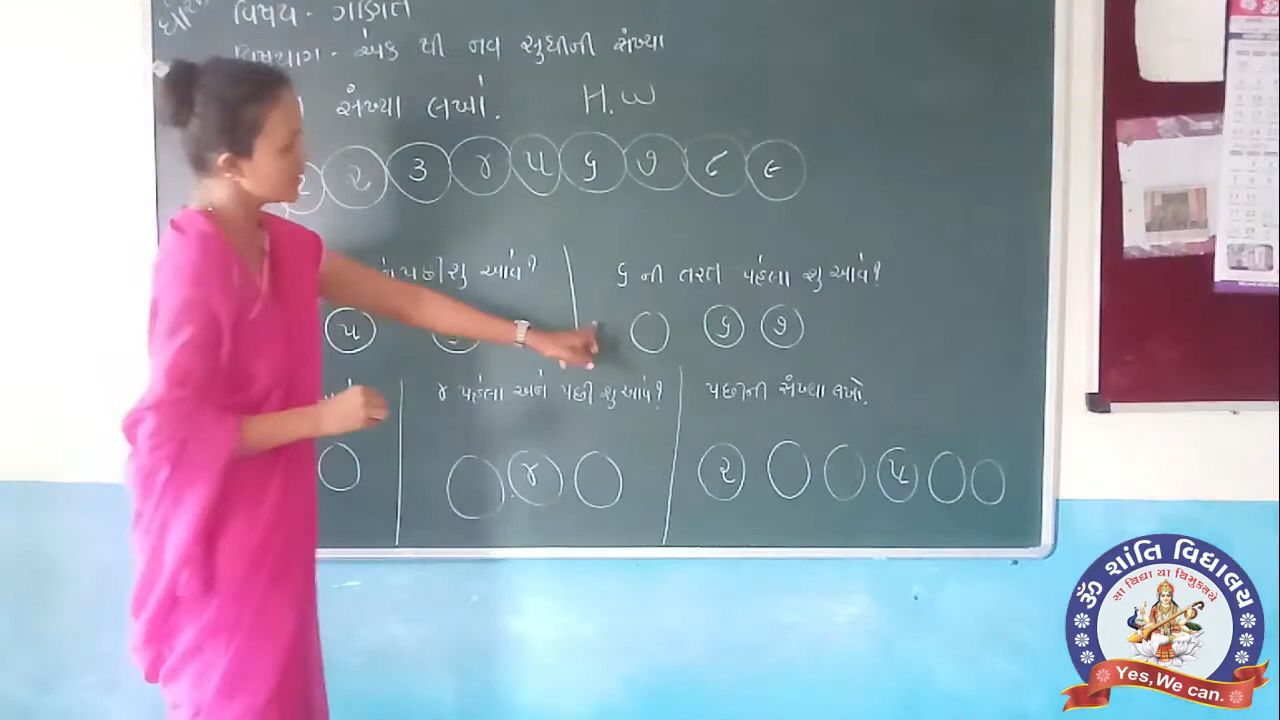 વિષય - ગણિત
વિષયાંગ - એક થી નવ સુધીની સંખ્યા
સંખ્યા લખો. H.W
૨ ૩ ૪ ૫ ૬ ૭ ૮ ૯
પછી શુ આવે?
૬ ની તરત પહેલા શુ આવે?
૫
૬ ૭
૪ પહેલા અને પછી શુ આવે?
પછીની સંખ્યા લખો.
૪
૨ ૫
ૐ શાંતિ વિદ્યાલય
સા વિદ્યા યા વિમુક્તયે
Yes, We can.